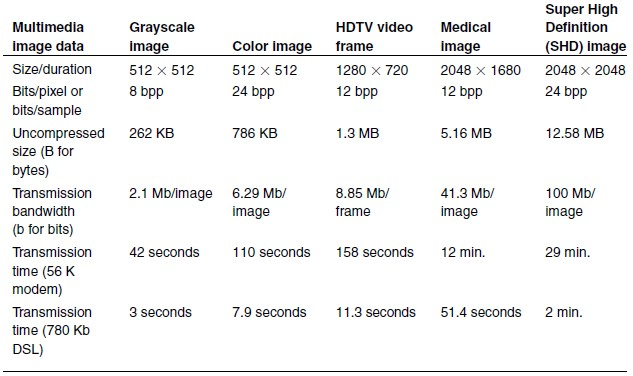 Multimedia image data | Grayscale image | Color image | HDTV video frame | Medical image | Super High Definition (SHD) image
Size/duration | 512 × 512 | 512 × 512 | 1280 × 720 | 2048 × 1680 | 2048 × 2048
Bits/pixel or bits/sample | 8 bpp | 24 bpp | 12 bpp | 12 bpp | 24 bpp
Uncompressed size (B for bytes) | 262 KB | 786 KB | 1.3 MB | 5.16 MB | 12.58 MB
Transmission bandwidth (b for bits) | 2.1 Mb/image | 6.29 Mb/image | 8.85 Mb/frame | 41.3 Mb/image | 100 Mb/image
Transmission time (56 K modem) | 42 seconds | 110 seconds | 158 seconds | 12 min. | 29 min.
Transmission time (780 Kb DSL) | 3 seconds | 7.9 seconds | 11.3 seconds | 51.4 seconds | 2 min.